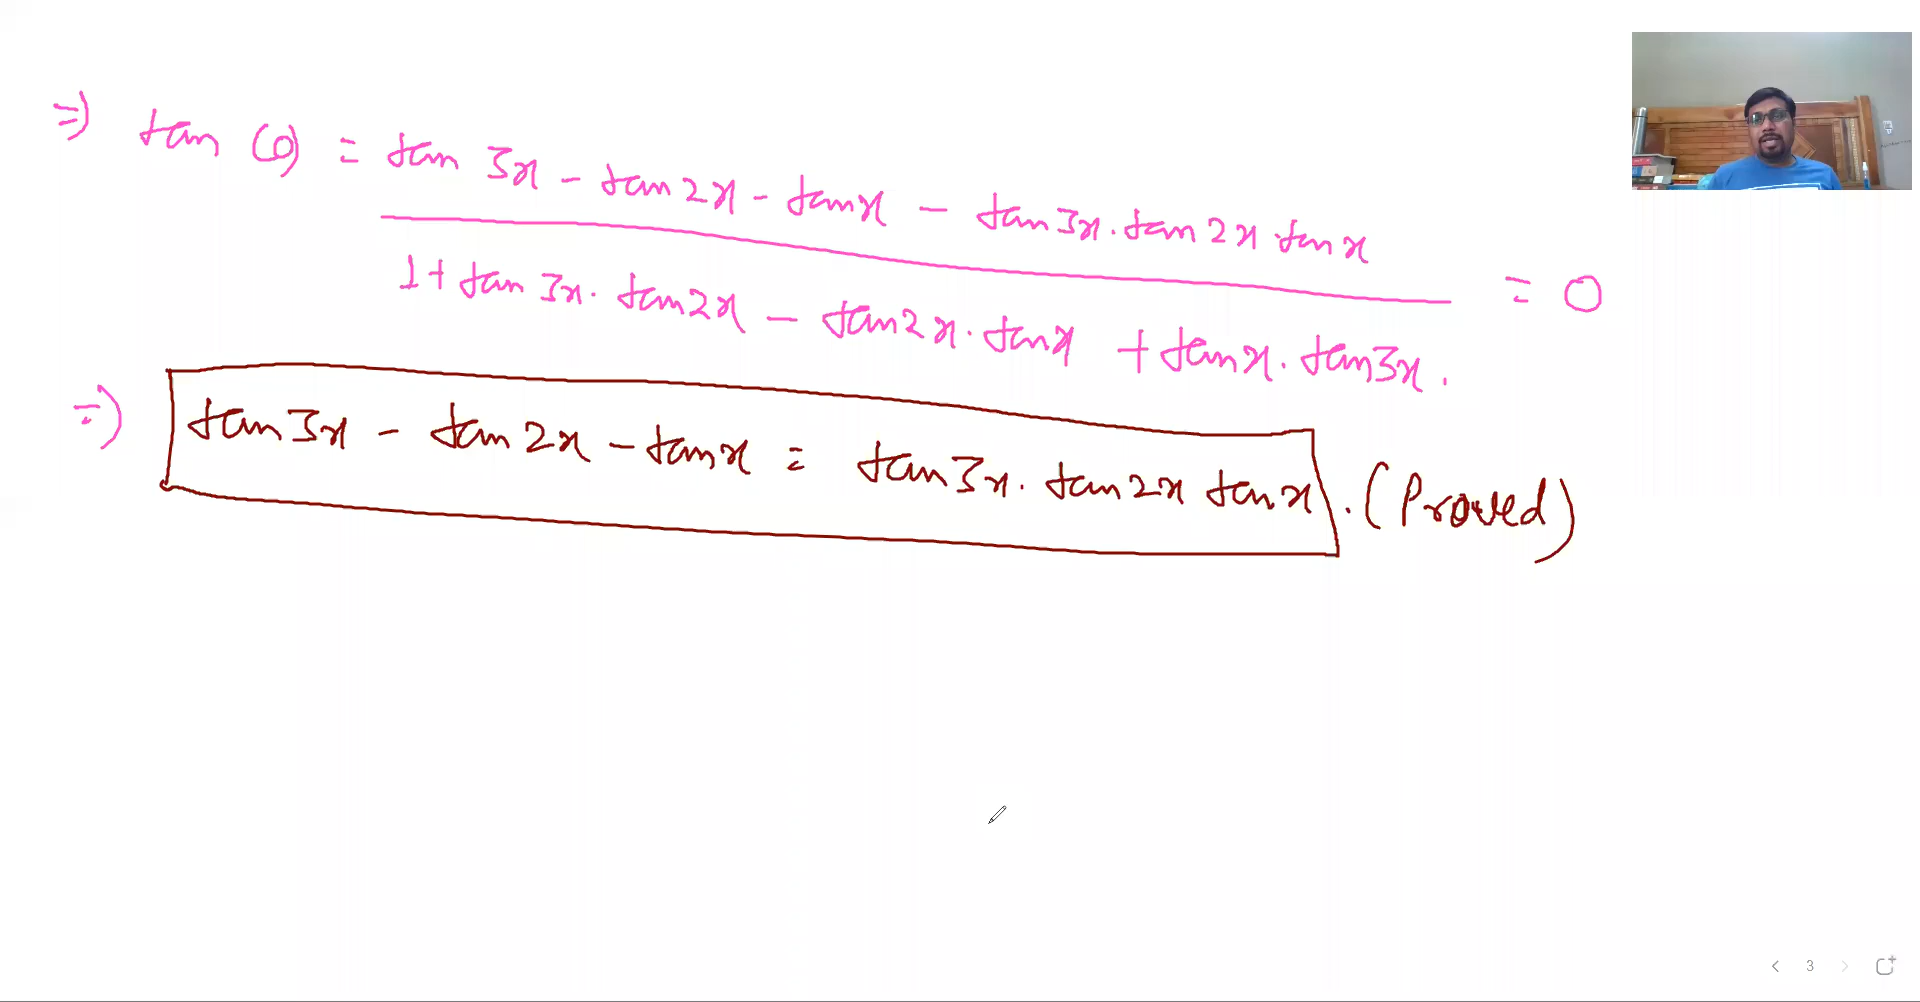 ⇒) tan (0) = tan 3x - tan 2x - tan x - tan 3x . tan 2x . tan x / 1 + tan 3x . tan 2x - tan 2x . tan x + tan x . tan 3x . = 0
⇒) tan 3x - tan 2x - tan x = tan 3x . tan 2x tan x . (Proved)
3